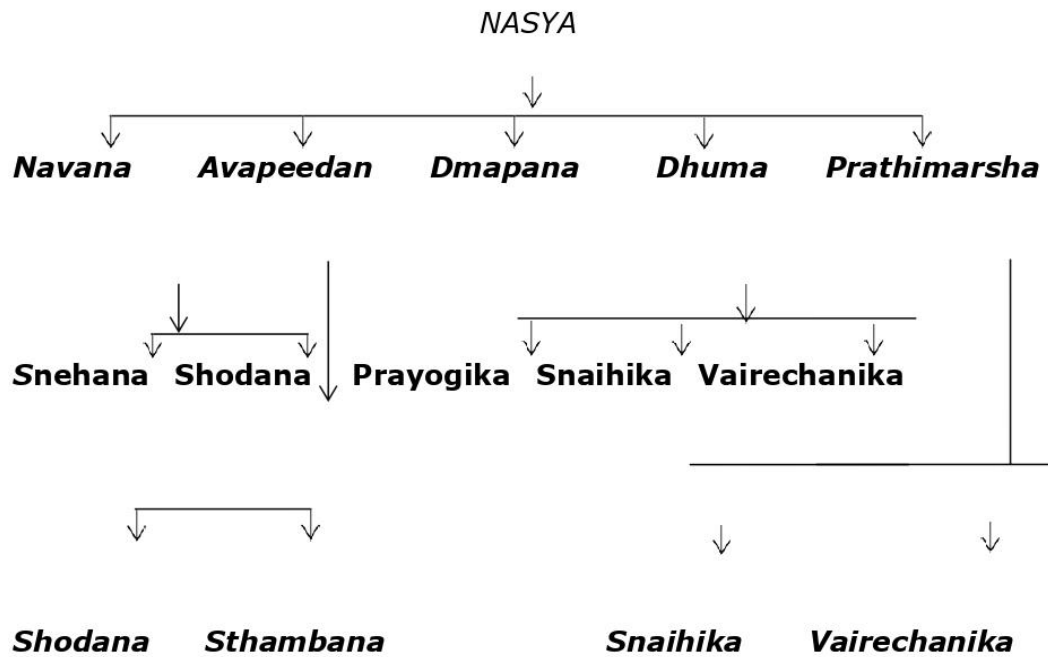 NASYA
Navana Avapeedan Dmapana Dhuma Prathimarsha
Snehana Shodana Prayogika Snaihika Vairechanika
Shodana Sthambana Snaihika Vairechanika